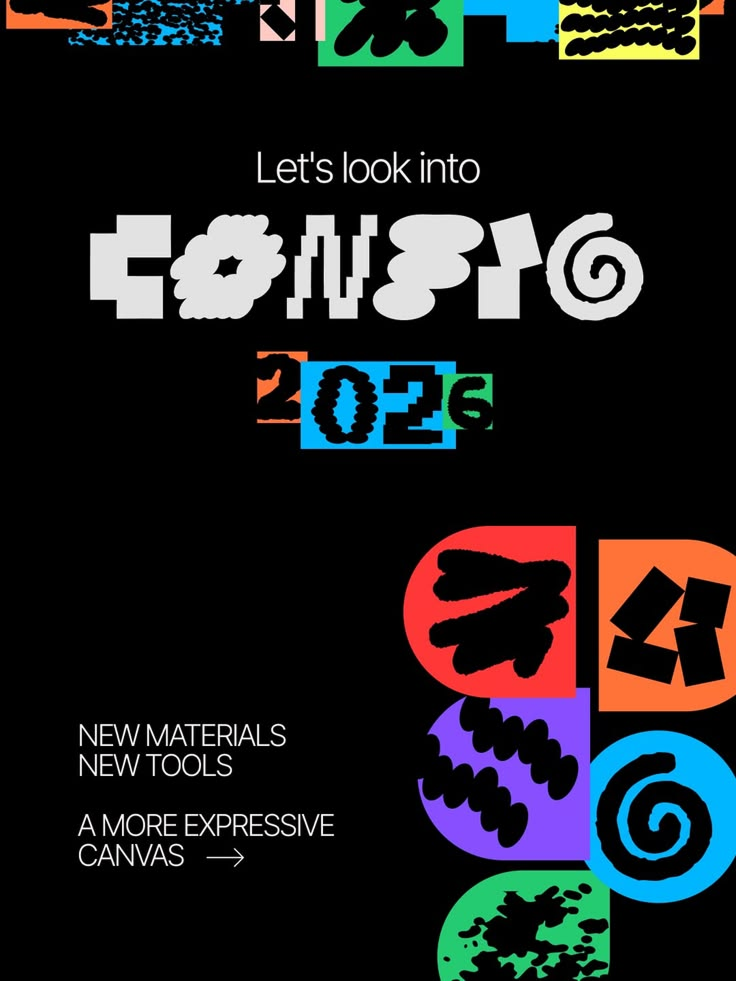 Let's look into
CONFIG
2026
NEW MATERIALS
NEW TOOLS
A MORE EXPRESSIVE
CANVAS →